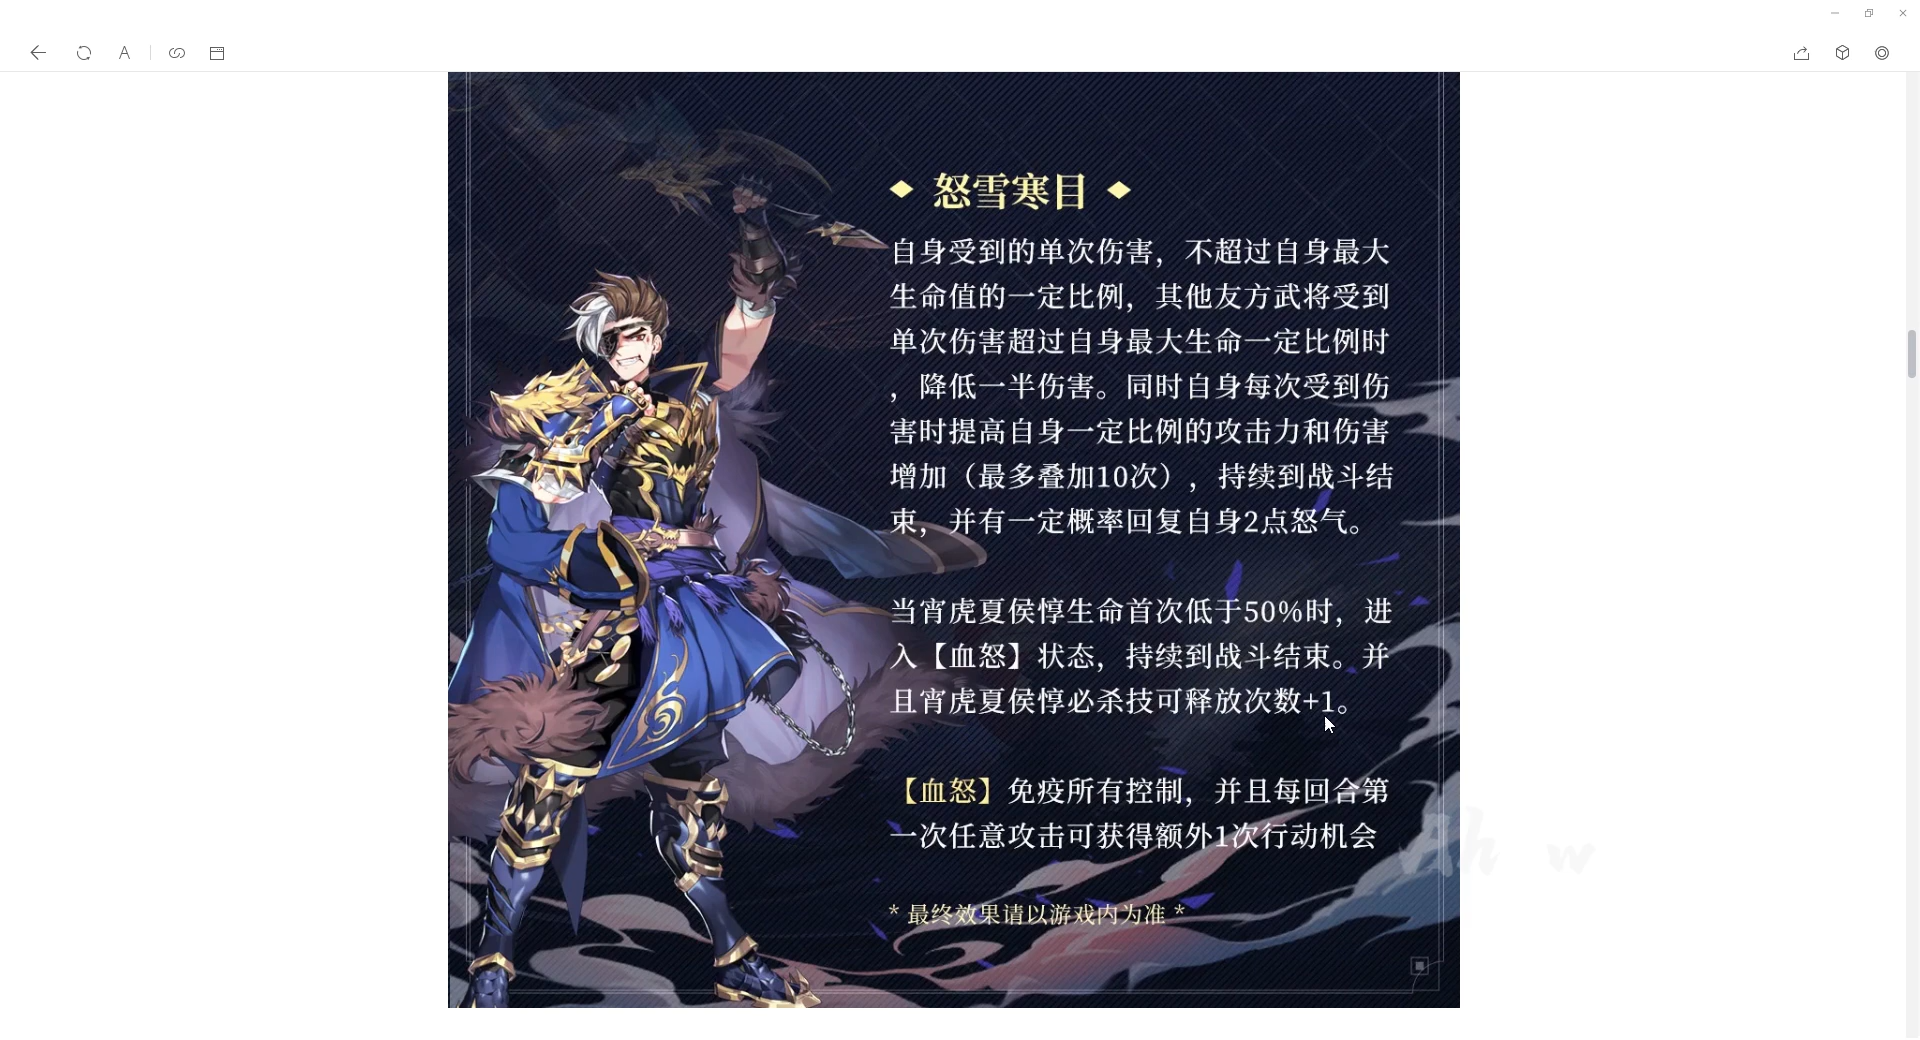 怒雪寒目
自身受到的单次伤害，不超过自身最大
生命值的一定比例，其他友方武将受到
单次伤害超过自身最大生命一定比例时
，降低一半伤害。同时自身每次受到伤
害时提高自身一定比例的攻击力和伤害
增加（最多叠加10次），持续到战斗结
束，并有一定概率回复自身2点怒气。
当宵虎夏侯惇生命首次低于50%时，进
入【血怒】状态，持续到战斗结束。并
且宵虎夏侯惇必杀技可释放次数+1。
【血怒】免疫所有控制，并且每回合第
一次任意攻击可获得额外1次行动机会
* 最终效果请以游戏内为准 *